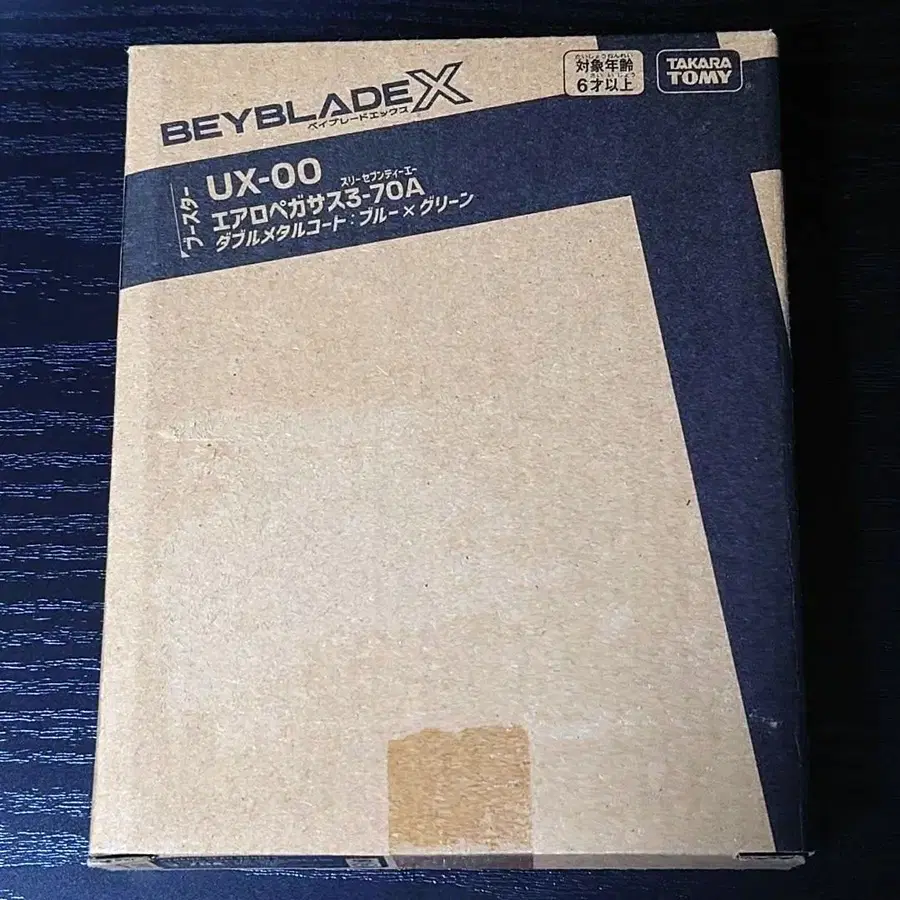 BEYBLADE X
ベイブレードエックス
たいしょうねんれい
対象年齢
さいいじょう
6才以上
TAKARA
TOMY
ブースター
UX-00
スリーセブンティーエー
エアロペガサス3-70A
ダブルメタルコート:ブルー×グリーン